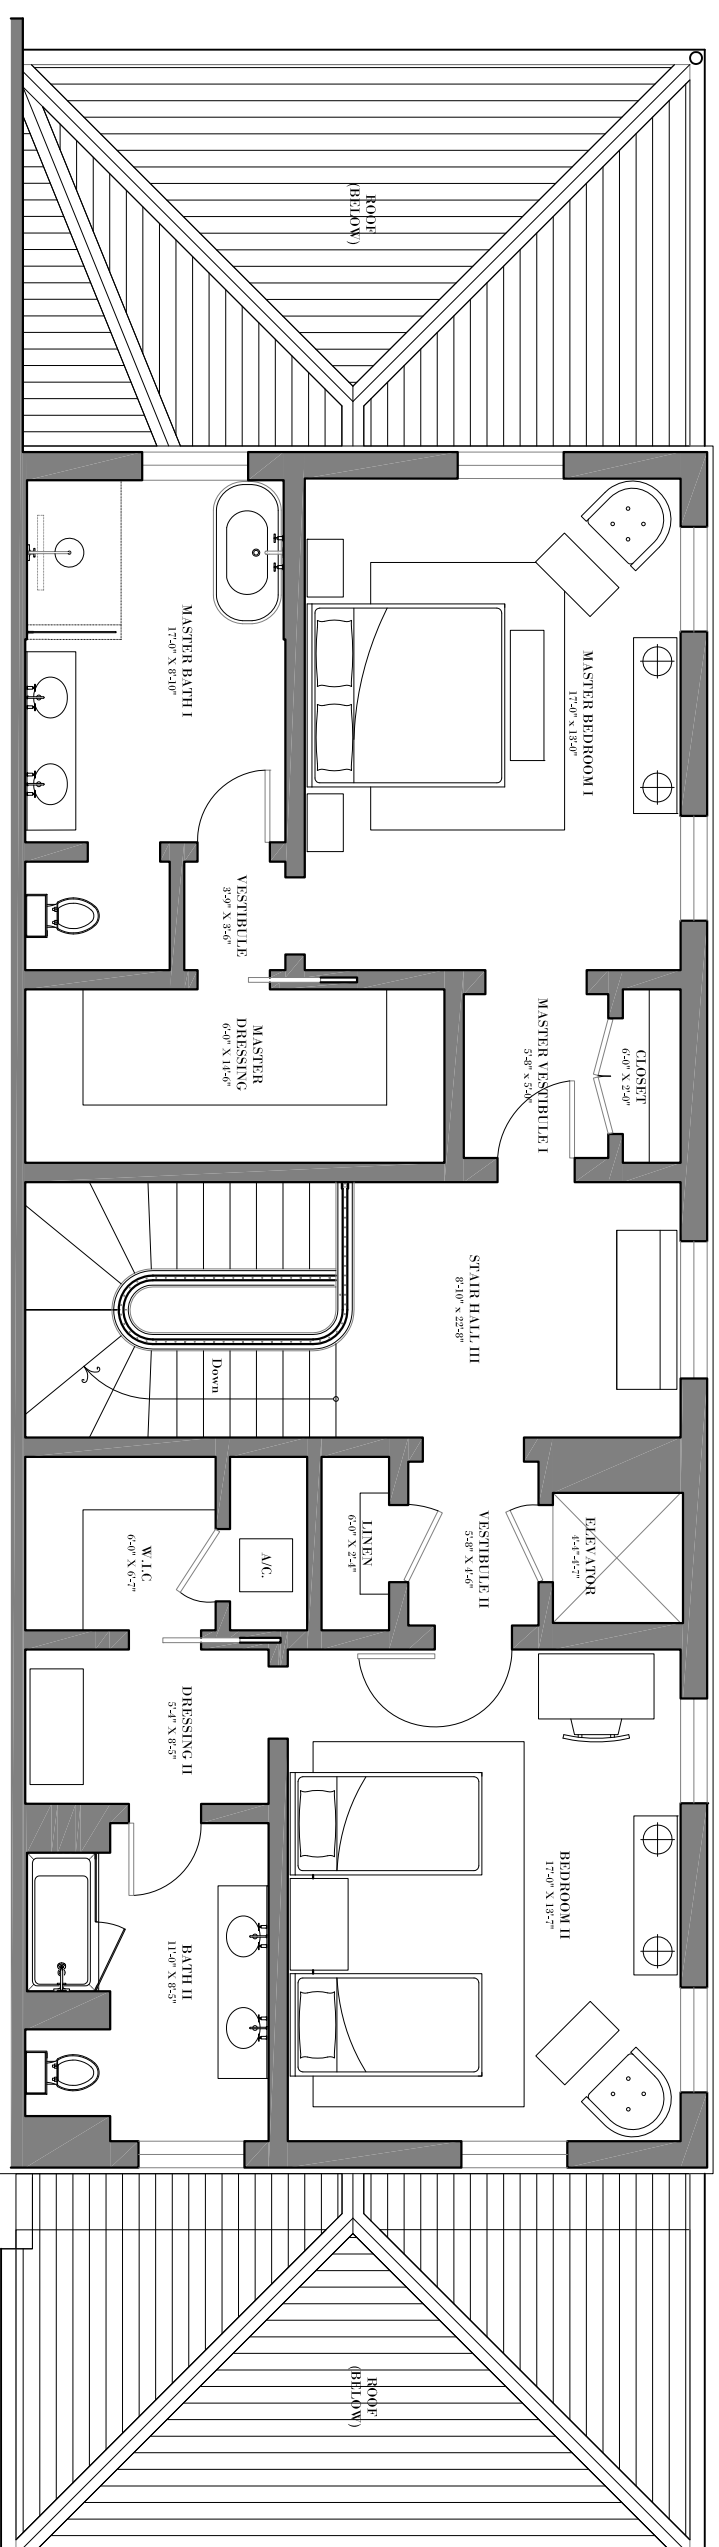 ROOF
(BELOW)
MASTER BATH I
17'-0" X 8'-10"
MASTER BEDROOM I
17'-0" x 13'-0"
VESTIBULE
3'-9" X 3'-6"
MASTER
DRESSING
6'-0" X 14'-6"
MASTER VESTIBULE I
5'-8" x 5'-0"
CLOSET
6'-0" X 2'-0"
STAIR HALL III
8'-10" x 22'-8"
Down
ELEVATOR
4'-4"-4'-7"
VESTIBULE II
5'-8" X 4'-6"
LINEN
6'-0" X 2'-4"
A/C.
W.I.C
6'-0" X 6'-7"
DRESSING II
5'-4" X 8'-5"
BEDROOM II
17'-0" X 13'-7"
BATH II
11'-0" X 8'-5"
ROOF
(BELOW)